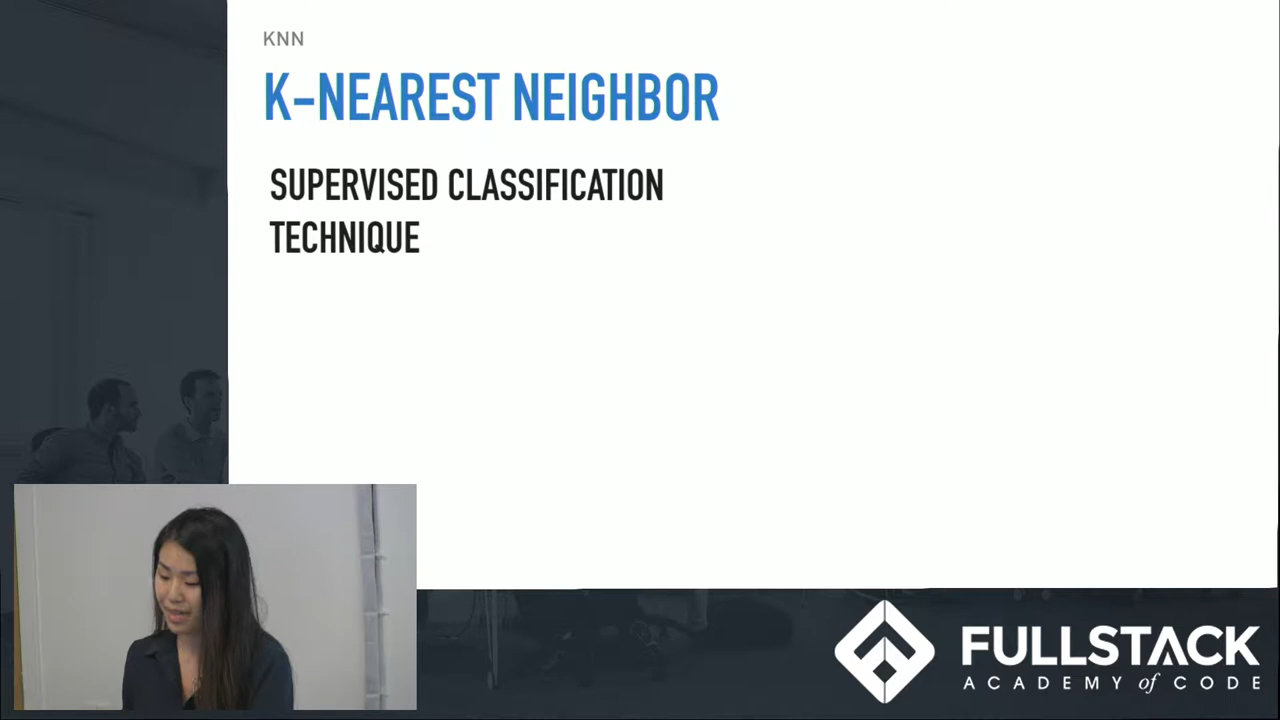 KNN
K-NEAREST NEIGHBOR
SUPERVISED CLASSIFICATION
TECHNIQUE
FULLSTACK
ACADEMY of CODE